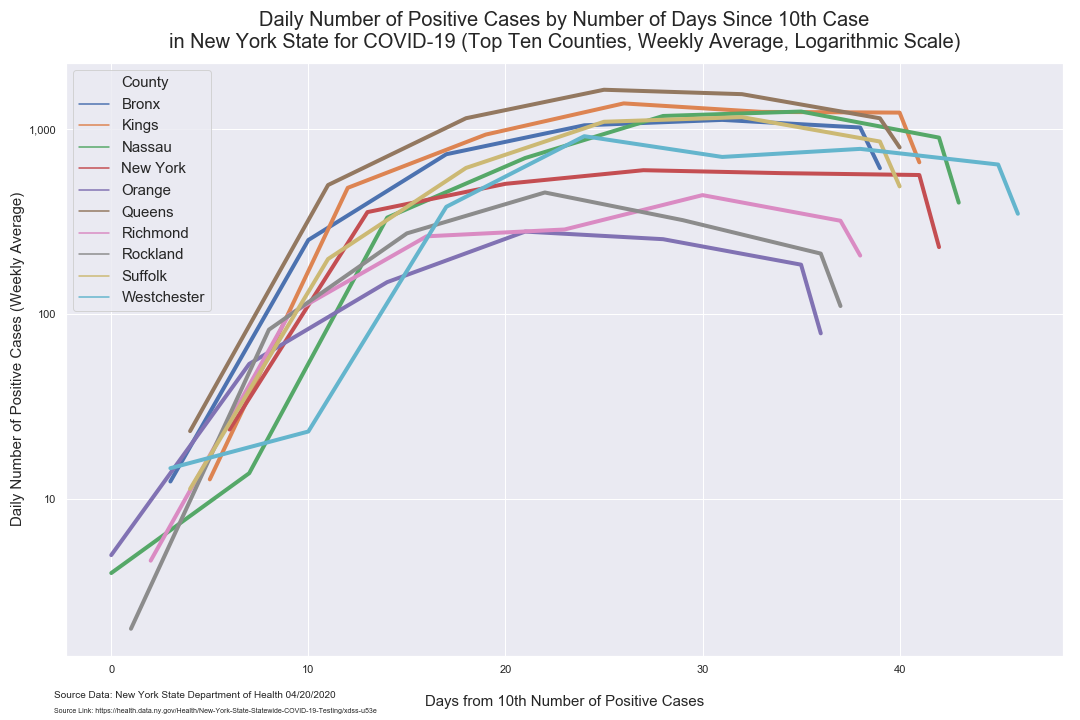 Daily Number of Positive Cases by Number of Days Since 10th Case
in New York State for COVID-19 (Top Ten Counties, Weekly Average, Logarithmic Scale)
County
Bronx
Kings
Nassau
New York
Orange
Queens
Richmond
Rockland
Suffolk
Westchester
Daily Number of Positive Cases (Weekly Average)
1,000
100
10
0 10 20 30 40
Days from 10th Number of Positive Cases
Source Data: New York State Department of Health 04/20/2020
Source Link: https://health.data.ny.gov/Health/New-York-State-Statewide-COVID-19-Testing/xdss-u53e